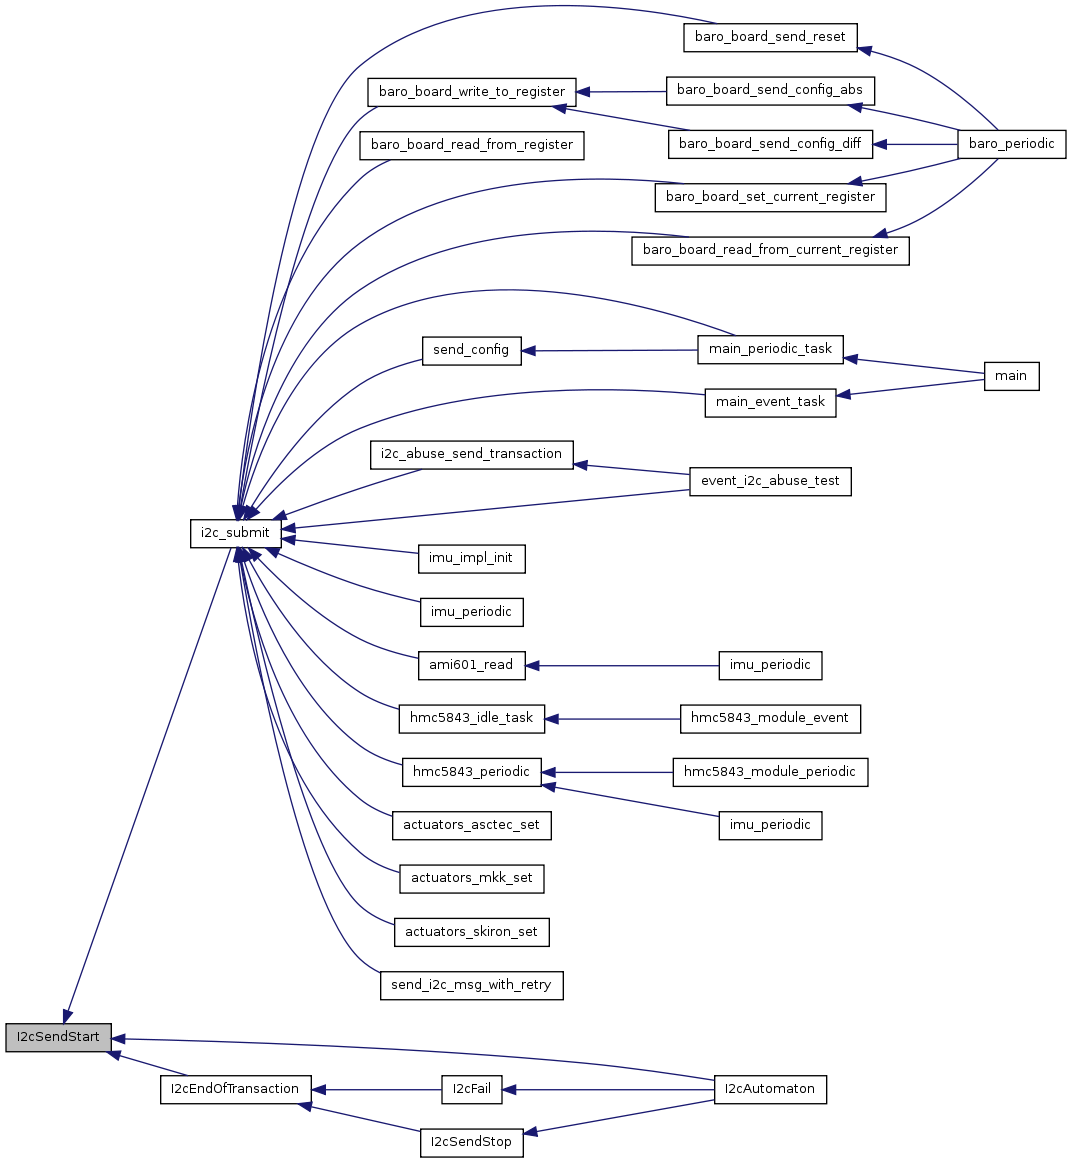 baro_board_send_reset
baro_board_write_to_register
baro_board_send_config_abs
baro_board_read_from_register
baro_board_send_config_diff
baro_periodic
baro_board_set_current_register
baro_board_read_from_current_register
send_config
main_periodic_task
main
main_event_task
i2c_abuse_send_transaction
event_i2c_abuse_test
i2c_submit
imu_impl_init
imu_periodic
ami601_read
imu_periodic
hmc5843_idle_task
hmc5843_module_event
hmc5843_periodic
hmc5843_module_periodic
actuators_asctec_set
imu_periodic
actuators_mkk_set
actuators_skiron_set
send_i2c_msg_with_retry
I2cSendStart
I2cEndOfTransaction
I2cFail
I2cAutomaton
I2cSendStop